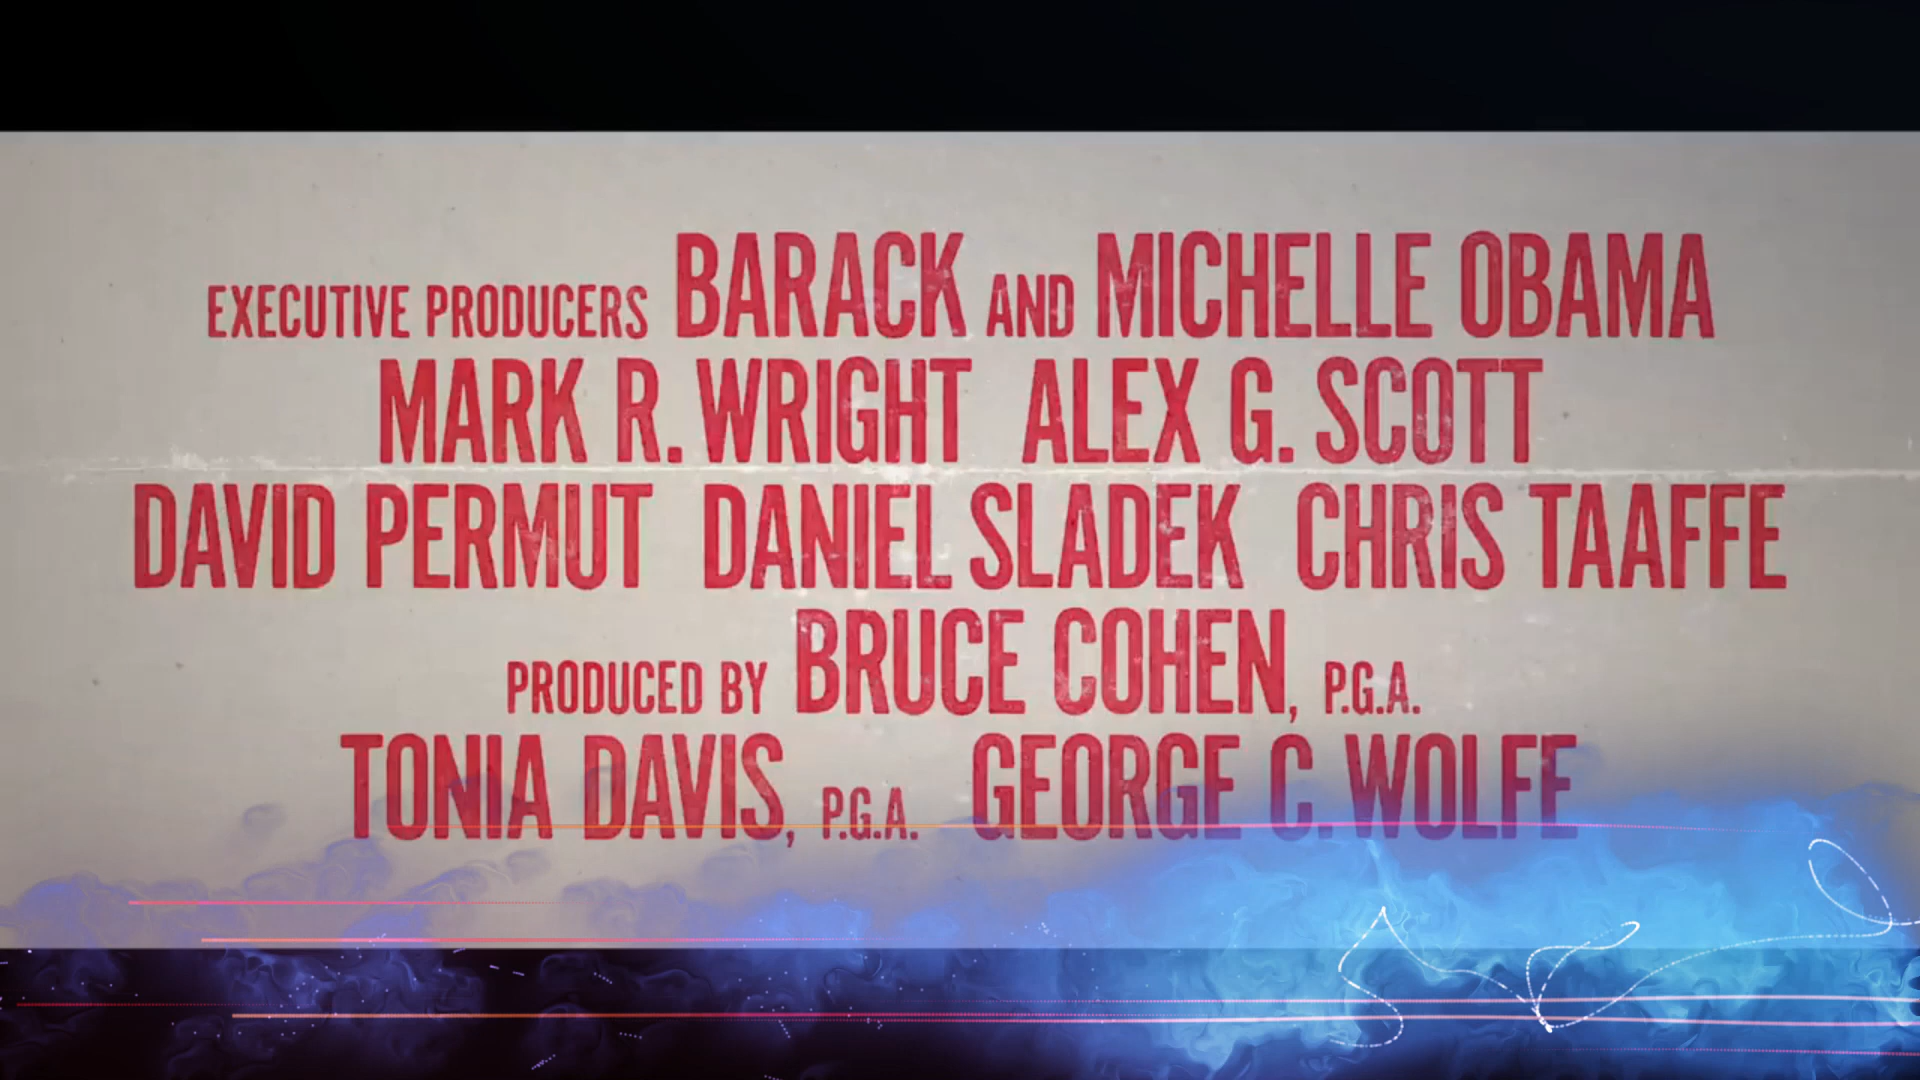 EXECUTIVE PRODUCERS BARACK AND MICHELLE OBAMA
MARK R. WRIGHT ALEX G. SCOTT
DAVID PERMUT DANIEL SLADEK CHRIS TAAFFE
PRODUCED BY BRUCE COHEN, P.G.A.
TONIA DAVIS, P.G.A. GEORGE C. WOLFE